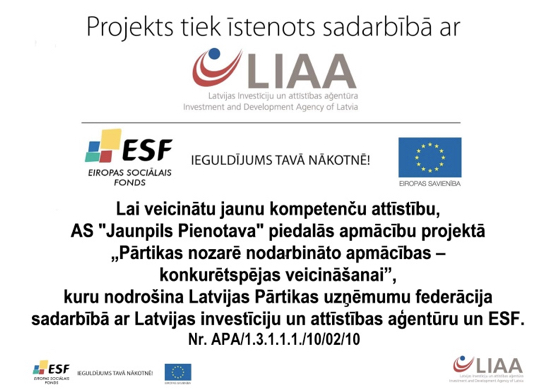 Projekts tiek īstenots sadarbībā ar
LIAA
Latvijas Investīciju un attīstības aģentūra
Investment and Development Agency of Latvia
ESF
EIROPAS SOCIĀLAIS
FONDS
IEGULDĪJUMS TAVĀ NĀKOTNĒ!
EIROPAS SAVIENĪBA
Lai veicinātu jaunu kompetenču attīstību,
AS "Jaunpils Pienotava" piedalās apmācību projektā
„Pārtikas nozarē nodarbināto apmācības –
konkurētspējas veicināšanai”,
kuru nodrošina Latvijas Pārtikas uzņēmumu federācija
sadarbībā ar Latvijas investīciju un attīstības aģentūru un ESF.
Nr. APA/1.3.1.1.1./10/02/10
ESF
EIROPAS SOCIĀLAIS
FONDS
IEGULDĪJUMS TAVĀ NĀKOTNĒ!
EIROPAS SAVIENĪBA
LIAA
Latvijas Investīciju un attīstības aģentūra
Investment and Development Agency of Latvia